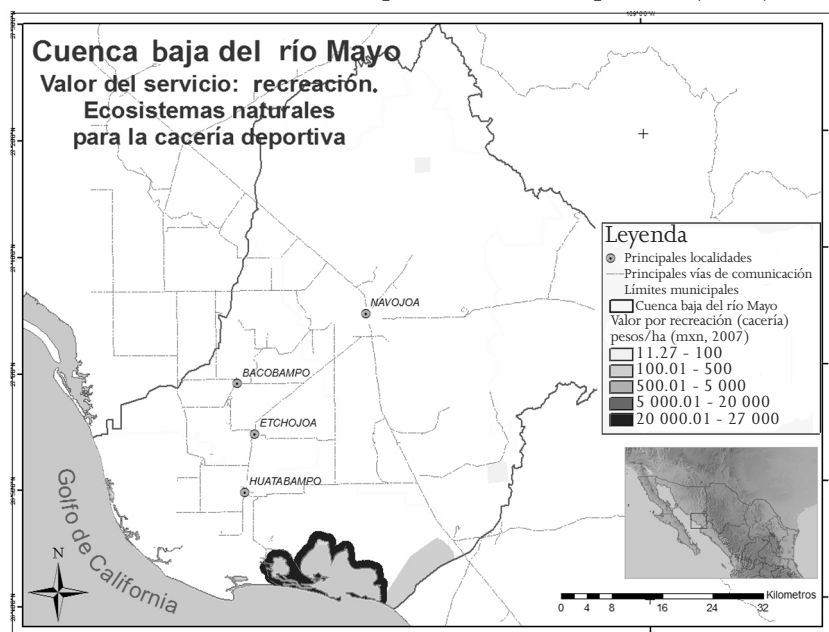 109°0'0"W
Cuenca baja del río Mayo
Valor del servicio: recreación.
Ecosistemas naturales
para la cacería deportiva
Leyenda
Principales localidades
Principales vías de comunicación
Límites municipales
Cuenca baja del río Mayo
Valor por recreación (cacería)
pesos/ha (mxn, 2007)
11.27 - 100
100.01 - 500
500.01 - 5 000
5 000.01 - 20 000
20 000.01 - 27 000
NAVOJOA
BACOBAMPO
ETCHOJOA
HUATABAMPO
Golfo de California
N
Kilometros
0 4 8 16 24 32